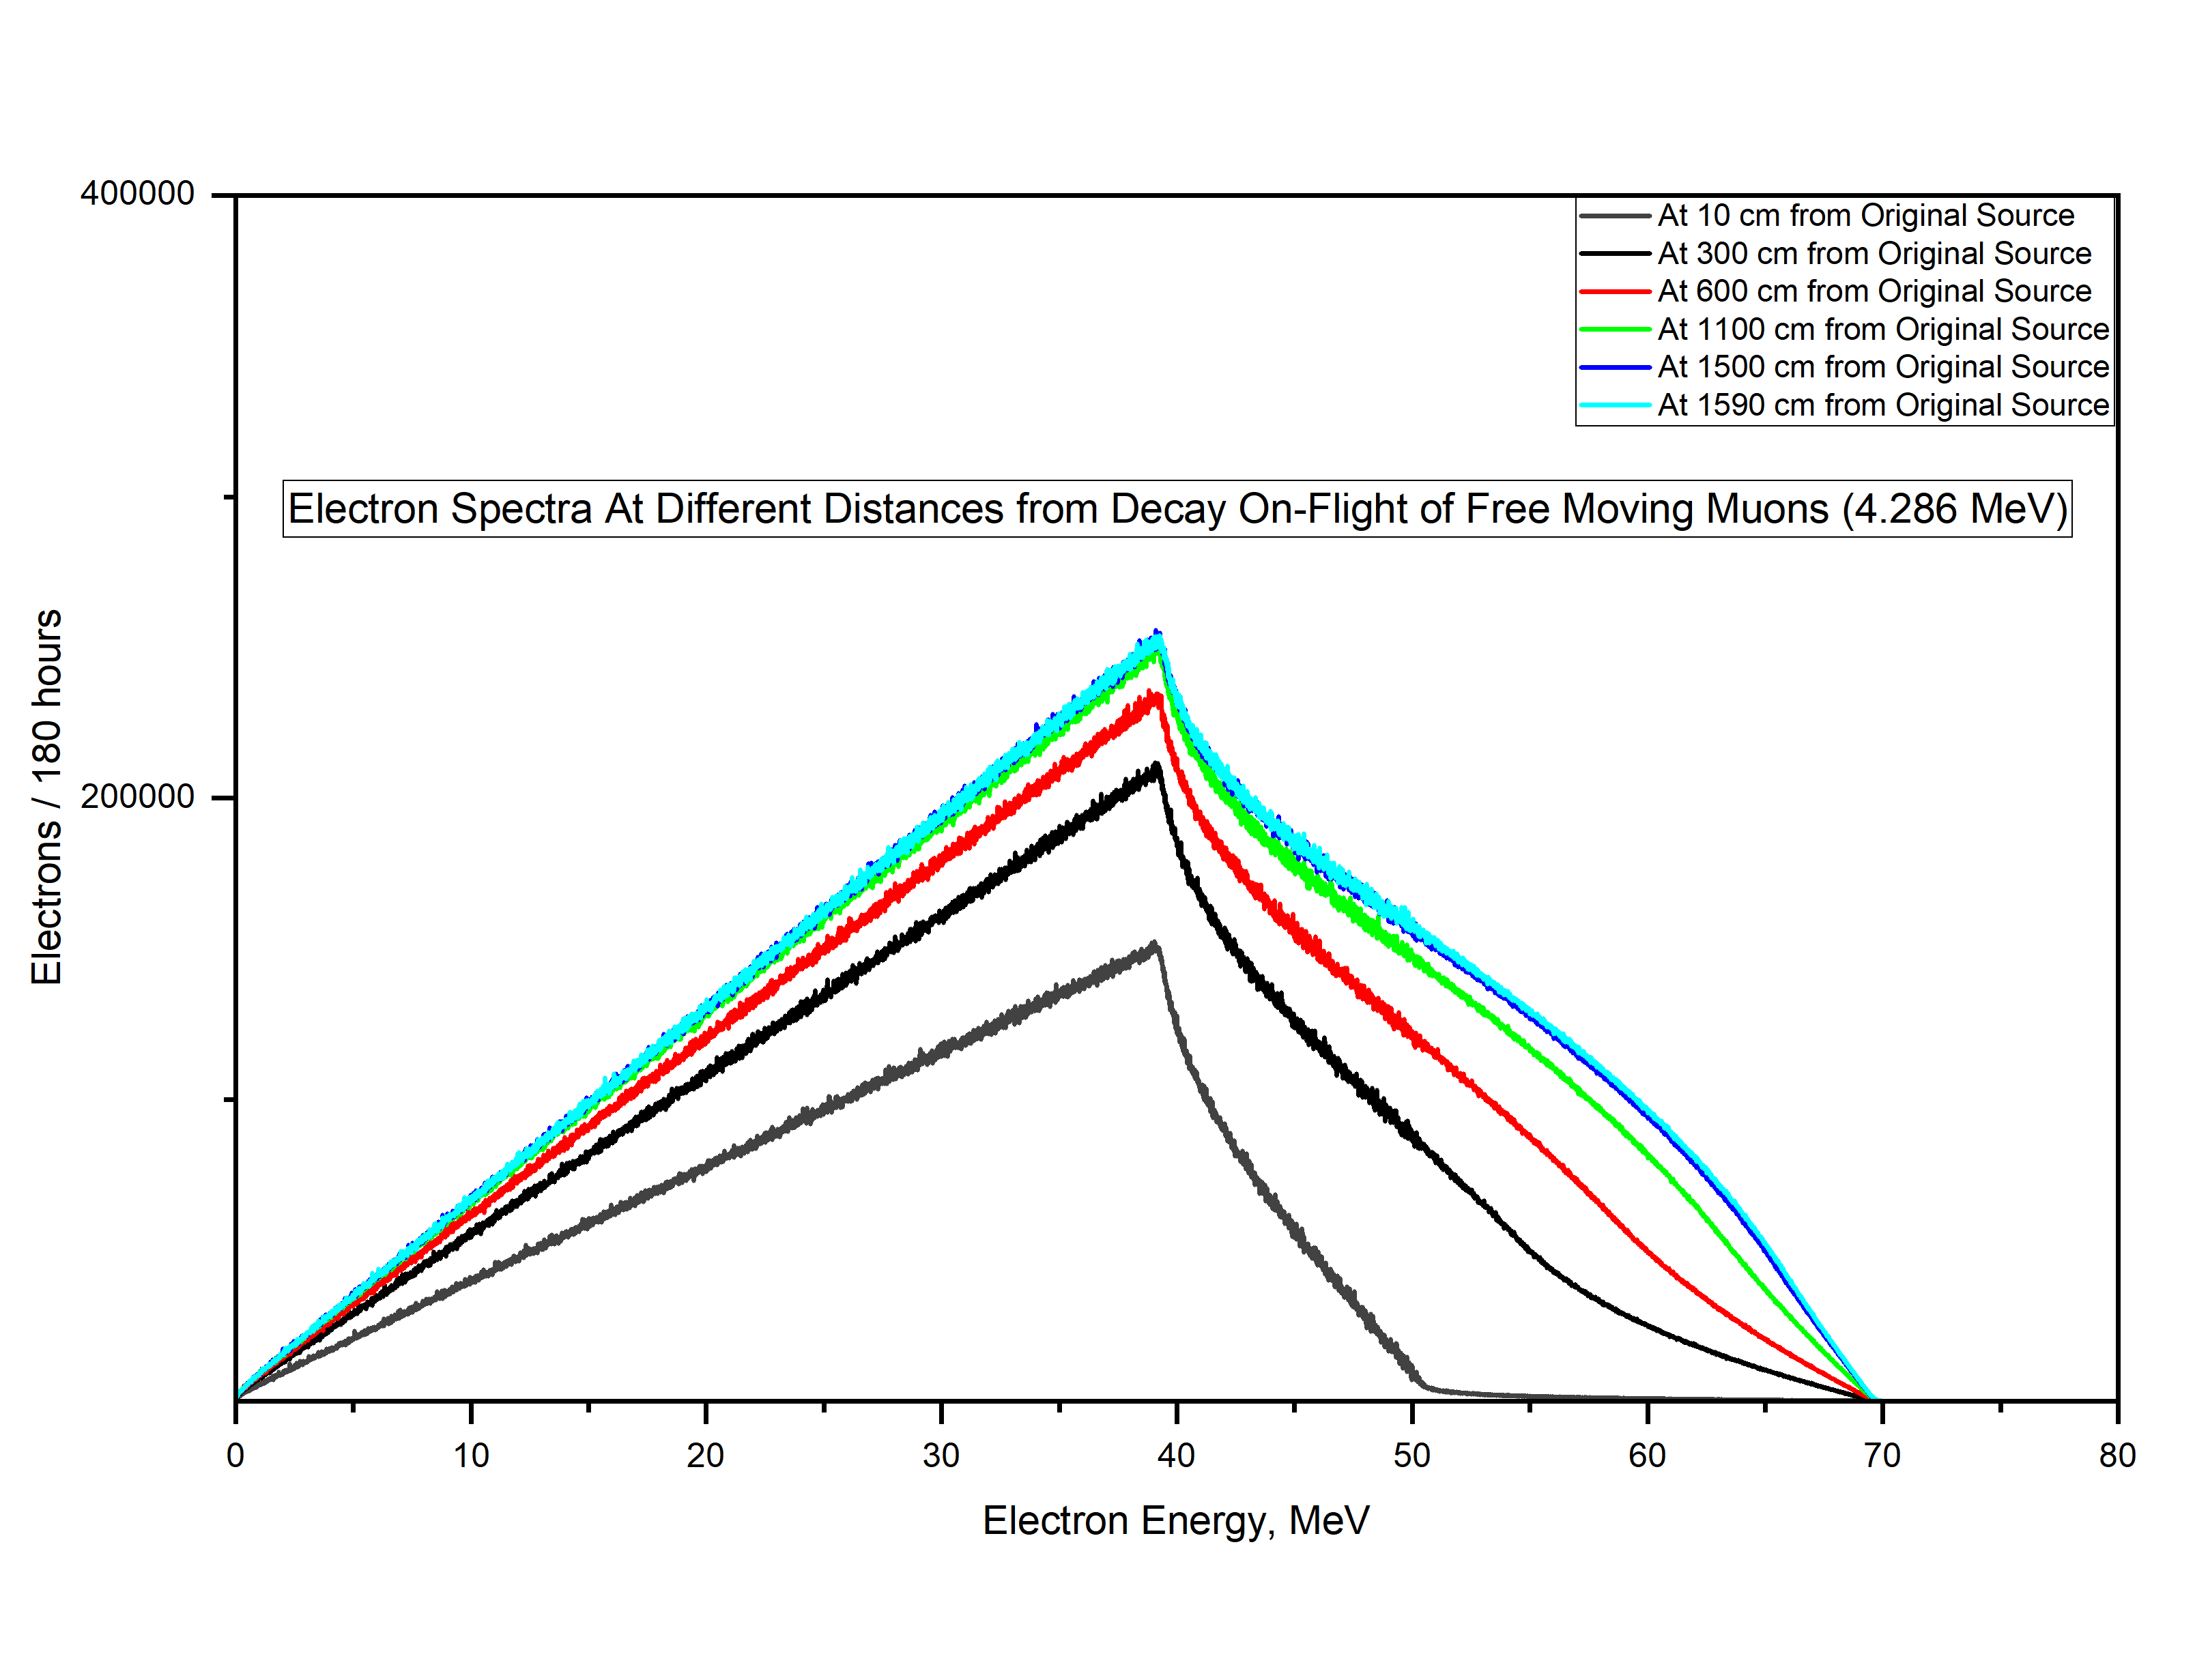 400000
200000
At 10 cm from Original Source
At 300 cm from Original Source
At 600 cm from Original Source
At 1100 cm from Original Source
At 1500 cm from Original Source
At 1590 cm from Original Source
Electron Spectra At Different Distances from Decay On-Flight of Free Moving Muons (4.286 MeV)
Electrons / 180 hours
0 10 20 30 40 50 60 70 80
Electron Energy, MeV